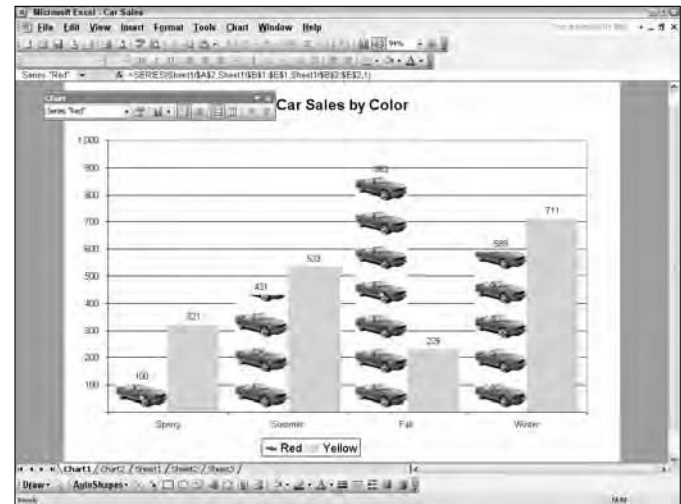 Microsoft Excel - Car Sales
File Edit View Insert Format Tools Chart Window Help
94%
Series "Red" =SERIES(Sheet1!$A$2,Sheet1!$B$1:$E$1,Sheet1!$B$2:$E$2,1)
Chart
Series "Red"
Car Sales by Color
1,000
900
800
700
600
500
400
300
200
100
100
321
431
533
229
589
711
Spring Summer Fall Winter
Red Yellow
Chart1 / Chart2 / Sheet1 / Sheet2 / Sheet3 /
Draw AutoShapes
Ready
NUM